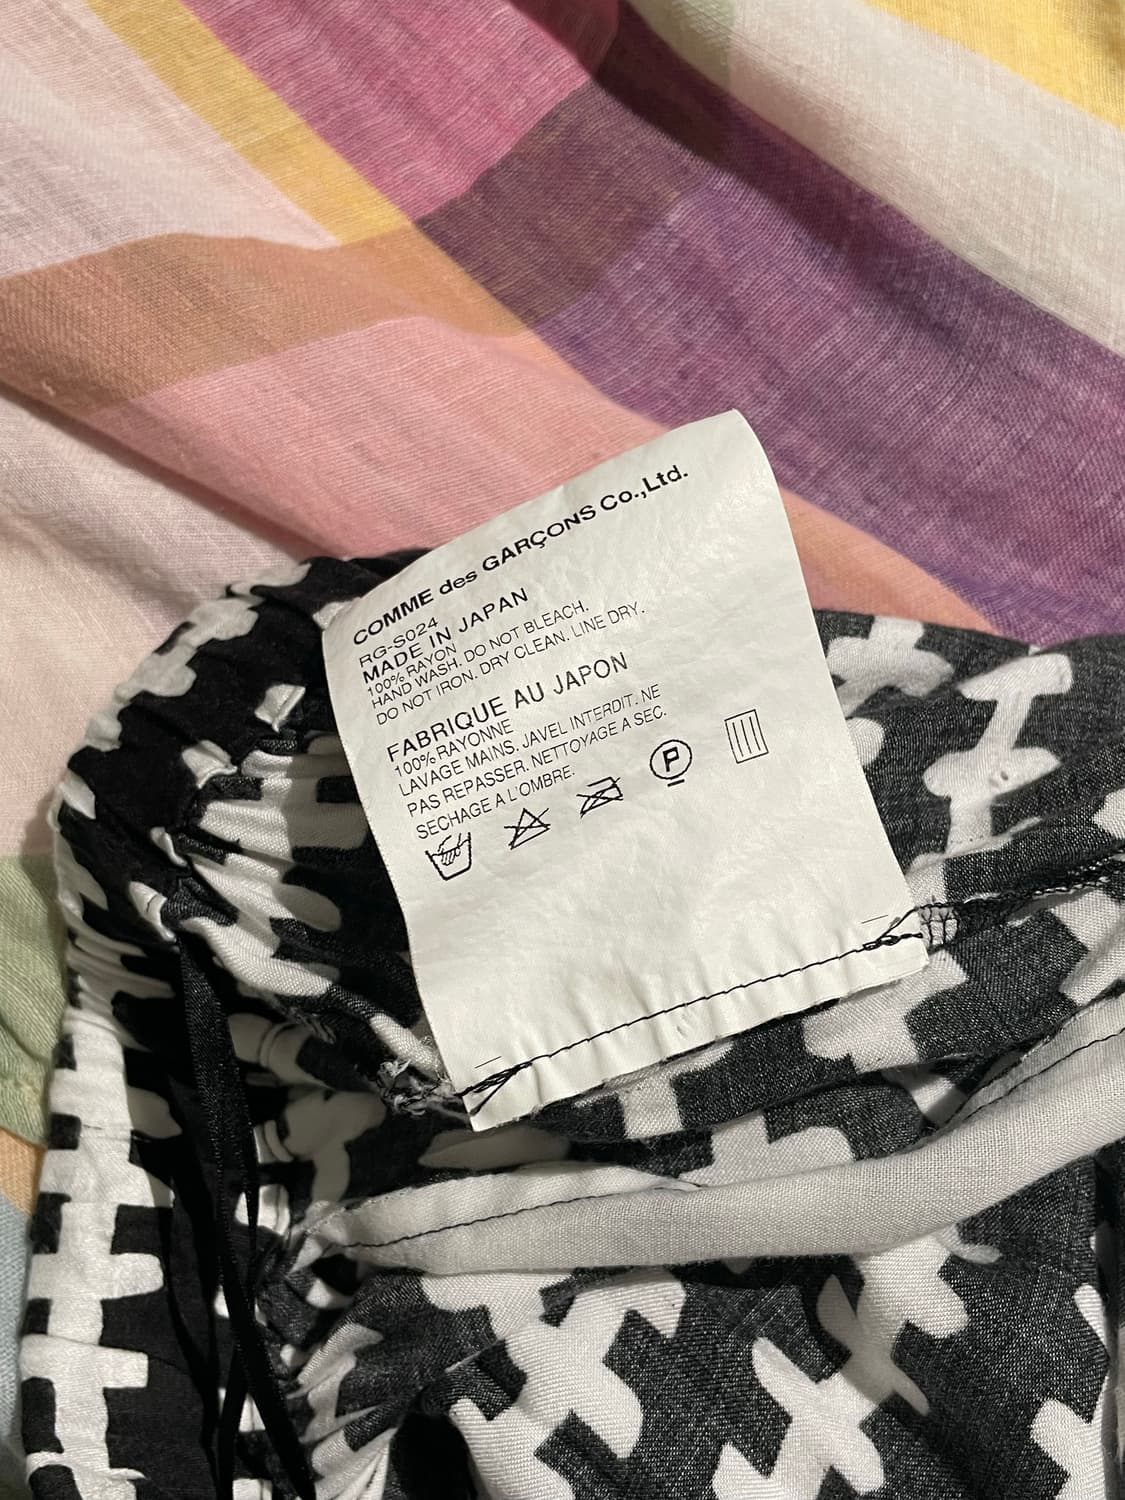 COMME des GARÇONS Co.,Ltd.
RG-S024
MADE IN JAPAN
100% RAYON
HAND WASH. DO NOT BLEACH.
DO NOT IRON. DRY CLEAN. LINE DRY.
FABRIQUE AU JAPON
100% RAYONNE
LAVAGE MAINS. JAVEL INTERDIT. NE
PAS REPASSER. NETTOYAGE A SEC.
SECHAGE A L'OMBRE.
P